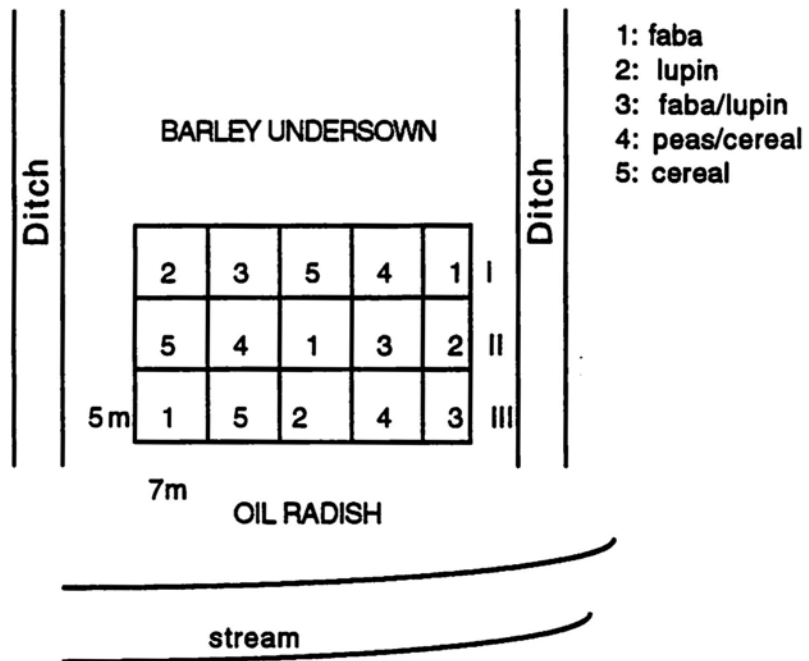 1: faba
2: lupin
3: faba/lupin
4: peas/cereal
5: cereal
BARLEY UNDERSOWN
Ditch
Ditch
2 3 5 4 1 I
5 4 1 3 2 II
5 m 1 5 2 4 3 III
7m
OIL RADISH
stream